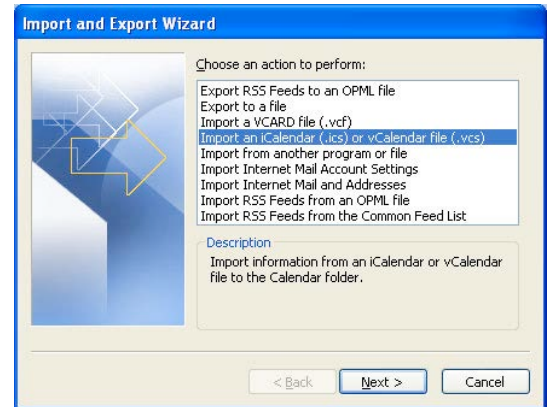 Import and Export Wizard
Choose an action to perform:
Export RSS Feeds to an OPML file
Export to a file
Import a VCARD file (.vcf)
Import an iCalendar (.ics) or vCalendar file (.vcs)
Import from another program or file
Import Internet Mail Account Settings
Import Internet Mail and Addresses
Import RSS Feeds from an OPML file
Import RSS Feeds from the Common Feed List
Description
Import information from an iCalendar or vCalendar
file to the Calendar folder.
< Back Next > Cancel